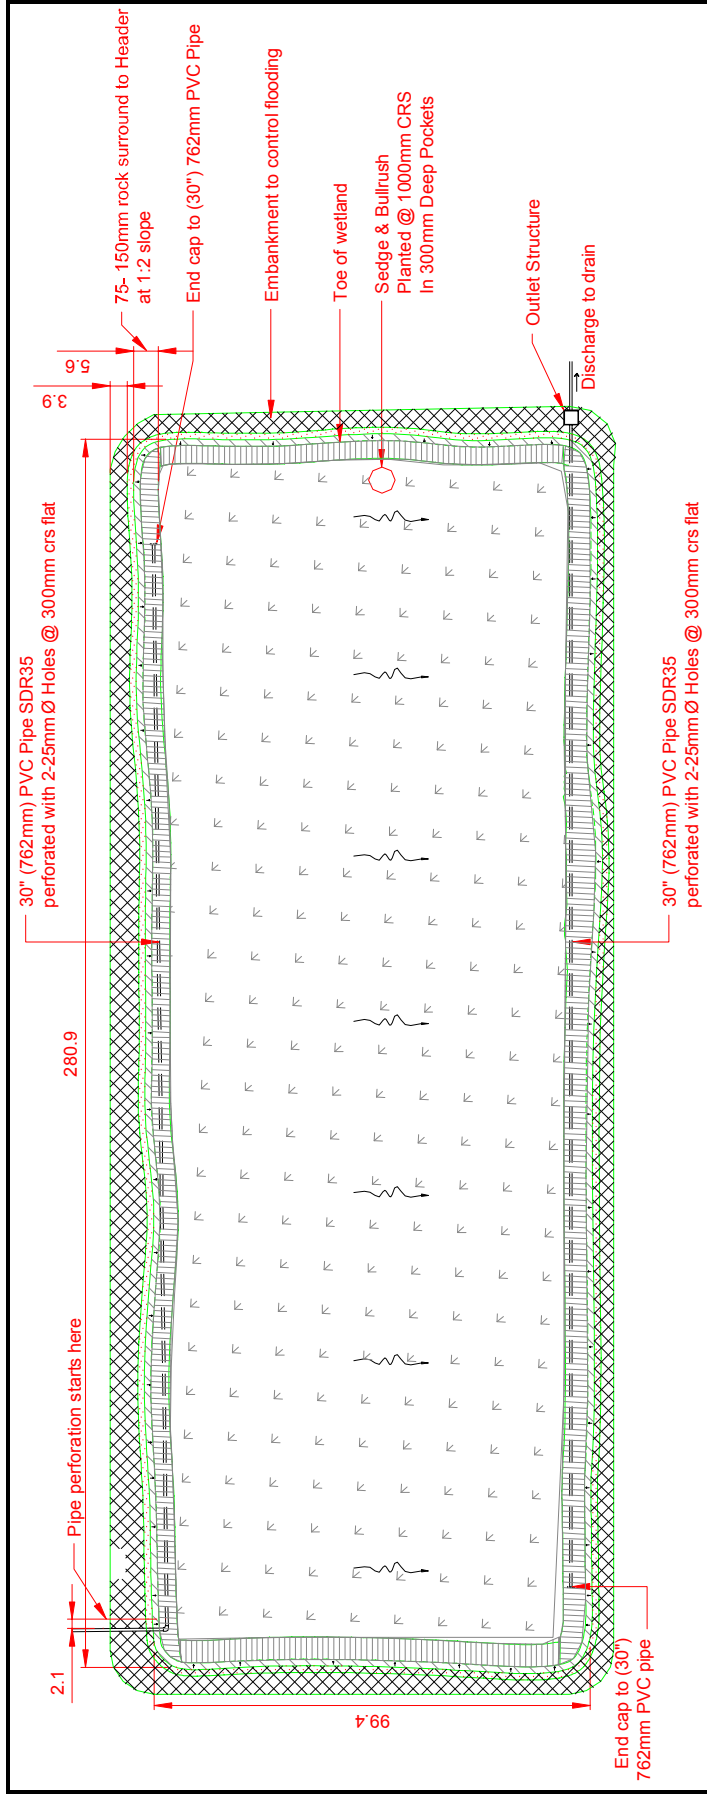 75- 150mm rock surround to Header
at 1:2 slope
End cap to (30") 762mm PVC Pipe
Embankment to control flooding
Toe of wetland
Sedge & Bullrush
Planted @ 1000mm CRS
In 300mm Deep Pockets
Outlet Structure
Discharge to drain
5.6
3.9
30" (762mm) PVC Pipe SDR35
perforated with 2-25mm Ø Holes @ 300mm crs flat
280.9
Pipe perforation starts here
2.1
99.4
End cap to (30")
762mm PVC pipe
30" (762mm) PVC Pipe SDR35
perforated with 2-25mm Ø Holes @ 300mm crs flat